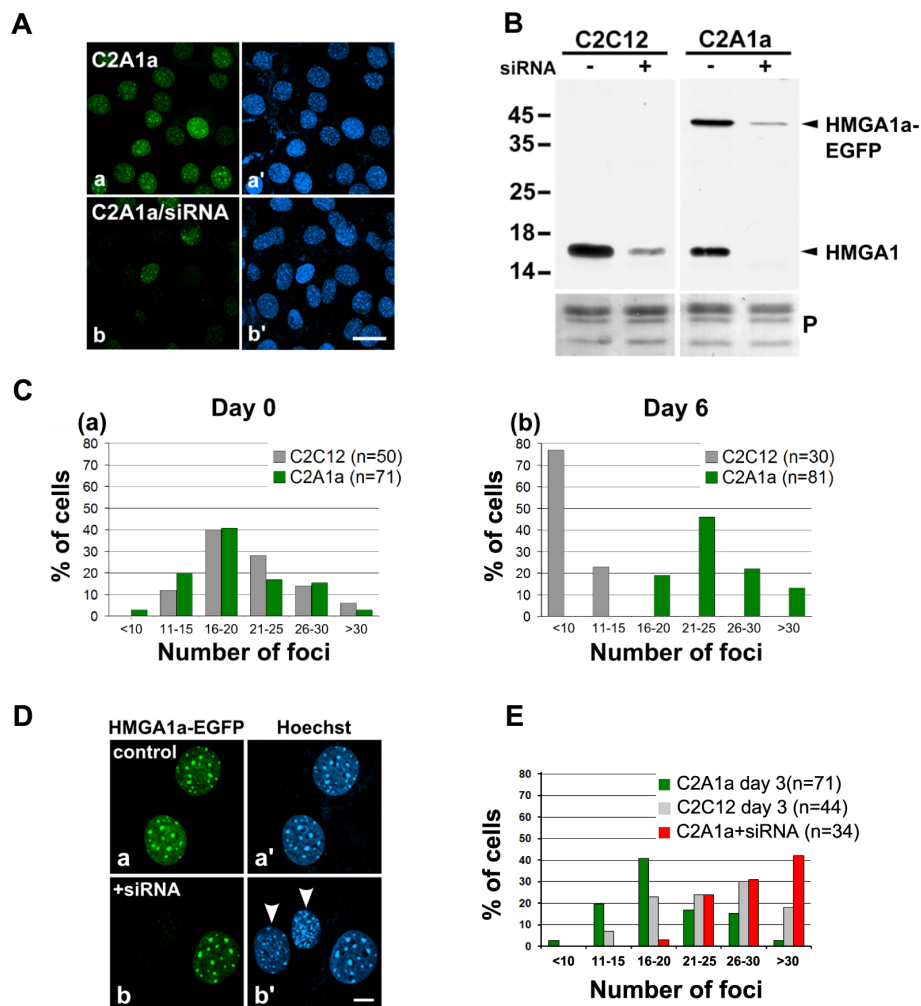 A
C2A1a
a
a'
C2A1a/siRNA
b
b'
B
C2C12 C2A1a
siRNA - + - +
45
35
25
18
14
HMGA1a-
EGFP
HMGA1
P
C
Day 0
(a)
C2C12 (n=50)
C2A1a (n=71)
% of cells
80
70
60
50
40
30
20
10
0
<10 11-15 16-20 21-25 26-30 >30
Number of foci
Day 6
(b)
C2C12 (n=30)
C2A1a (n=81)
% of cells
80
70
60
50
40
30
20
10
0
<10 11-15 16-20 21-25 26-30 >30
Number of foci
D
HMGA1a-EGFP Hoechst
control
a
a'
+siRNA
b
b'
E
C2A1a day 3(n=71)
C2C12 day 3 (n=44)
C2A1a+siRNA (n=34)
% of cells
80
70
60
50
40
30
20
10
0
<10 11-15 16-20 21-25 26-30 >30
Number of foci